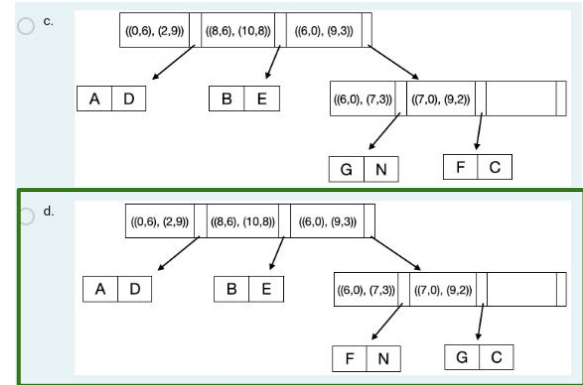 c.
((0,6), (2,9)) ((8,6), (10,8)) ((6,0), (9,3))
A D B E
((6,0), (7,3)) ((7,0), (9,2))
G N F C
d.
((0,6), (2,9)) ((8,6), (10,8)) ((6,0), (9,3))
A D B E
((6,0), (7,3)) ((7,0), (9,2))
F N G C